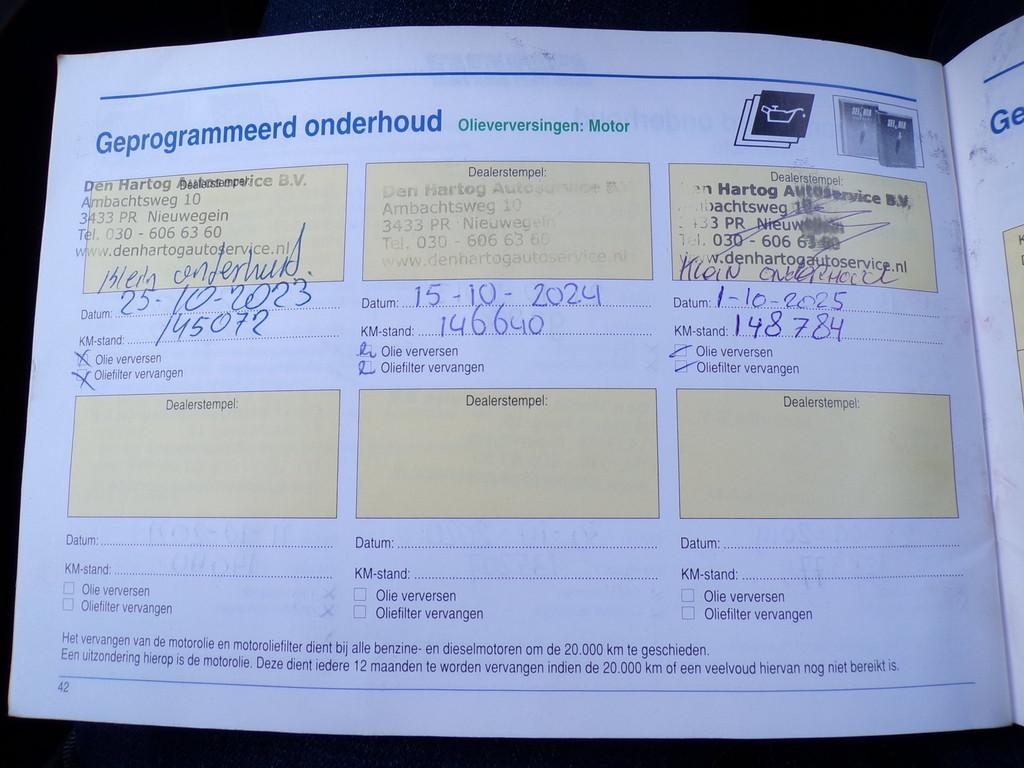 Geprogrammeerd onderhoud Olieverversingen: Motor
Dealerstempel:
Den Hartog Autoservice B.V.
Ambachtsweg 10
3433 PR Nieuwegein
Tel. 030 - 606 63 60
www.denhartogautoservice.nl
klein onderhoud.
Datum: 25-10-2023
KM-stand: 145072
Olie verversen
Oliefilter vervangen
Dealerstempel:
Den Hartog Autoservice B.V.
Ambachtsweg 10
3433 PR Nieuwegein
Tel. 030 - 606 63 60
www.denhartogautoservice.nl
Datum: 15-10-2024
KM-stand: 146640
Olie verversen
Oliefilter vervangen
Dealerstempel:
Hartog Autoservice B.V.
Ambachtsweg 10
3433 PR Nieuwegein
Tel. 030 - 606 63 60
www.denhartogautoservice.nl
Klein onderhoud
Datum: 1-10-2025
KM-stand: 148784
Olie verversen
Oliefilter vervangen
Dealerstempel:
Datum:
KM-stand:
Olie verversen
Oliefilter vervangen
Dealerstempel:
Datum:
KM-stand:
Olie verversen
Oliefilter vervangen
Dealerstempel:
Datum:
KM-stand:
Olie verversen
Oliefilter vervangen
Het vervangen van de motorolie en motoroliefilter dient bij alle benzine- en dieselmotoren om de 20.000 km te geschieden.
Een uitzondering hierop is de motorolie. Deze dient iedere 12 maanden te worden vervangen indien de 20.000 km of een veelvoud hiervan nog niet bereikt is.
42
Ge